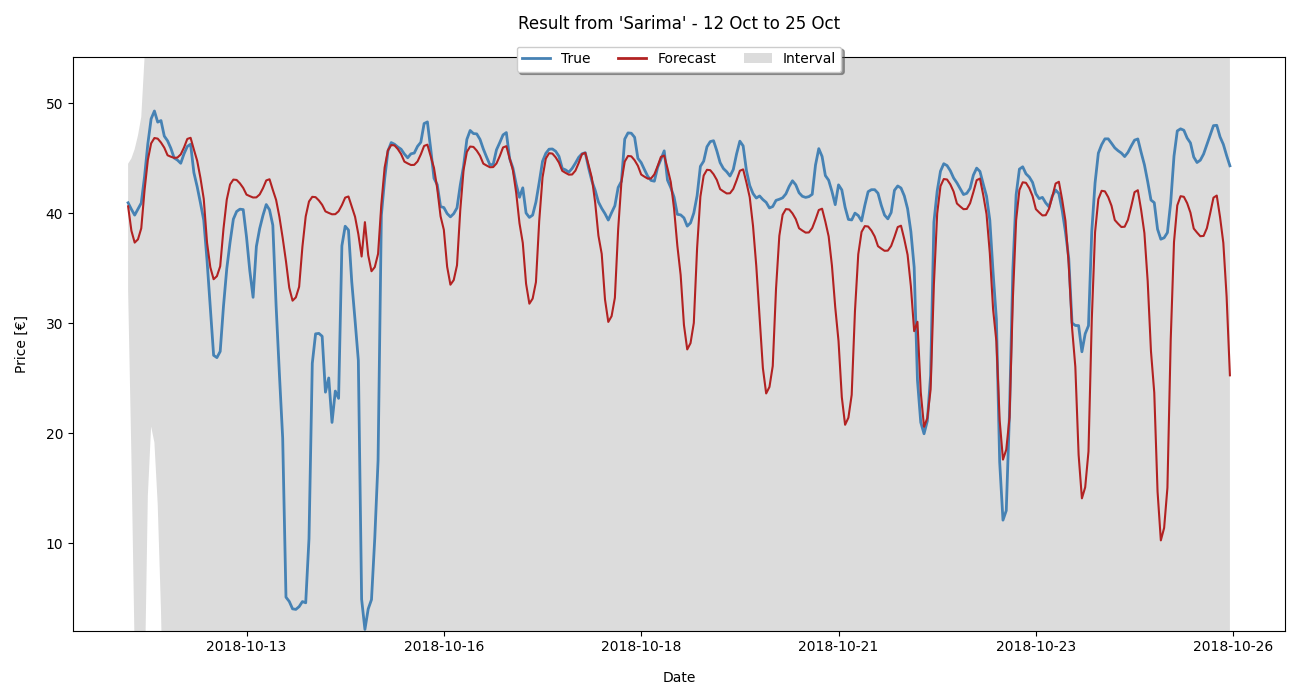 Result from 'Sarima' - 12 Oct to 25 Oct
True Forecast Interval
50
40
30
20
10
Price [€]
2018-10-13 2018-10-16 2018-10-18 2018-10-21 2018-10-23 2018-10-26
Date